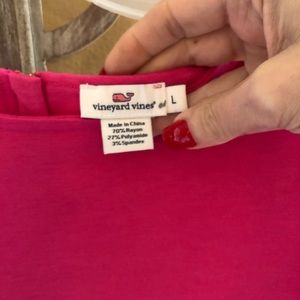 vineyard vines®
L
Made in China
70% Rayon
27% Polyamide
3% Spandex